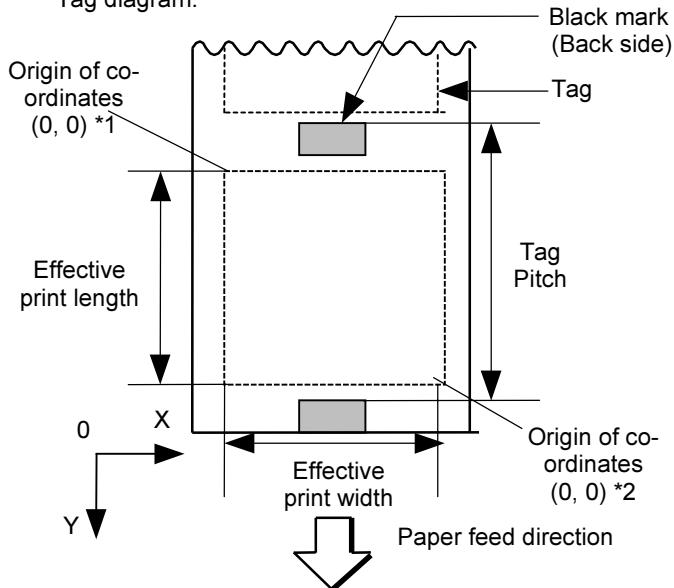 Tag diagram.
Black mark
(Back side)
Origin of co-
ordinates
(0, 0) *1
Tag
Effective
print length
Tag
Pitch
0
X
Y
Effective
print width
Origin of co-
ordinates
(0, 0) *2
Paper feed direction